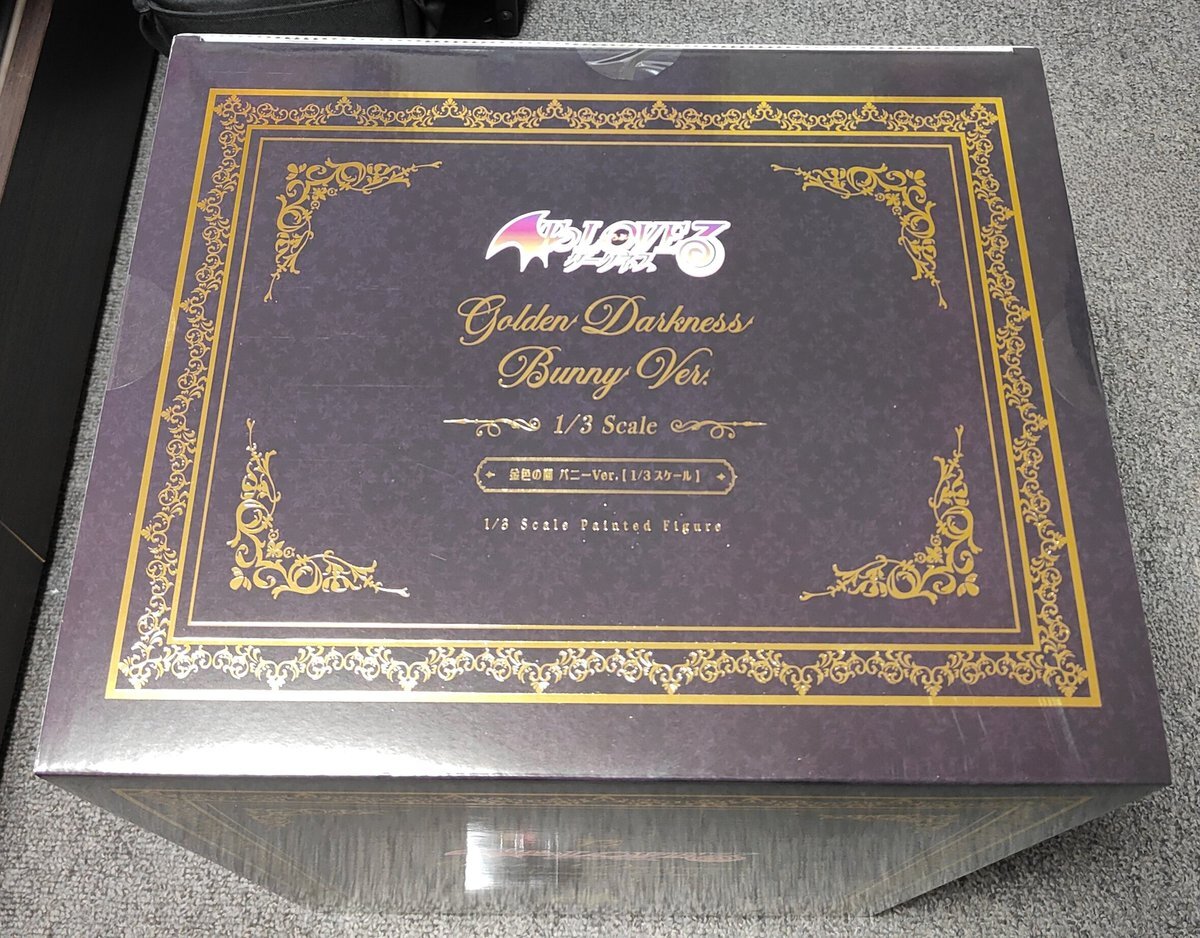 To LOVEる
ダークネス
Golden Darkness
Bunny Ver.
1/3 Scale
金色の闇 バニーVer.【1/3スケール】
1/3 Scale Painted Figure